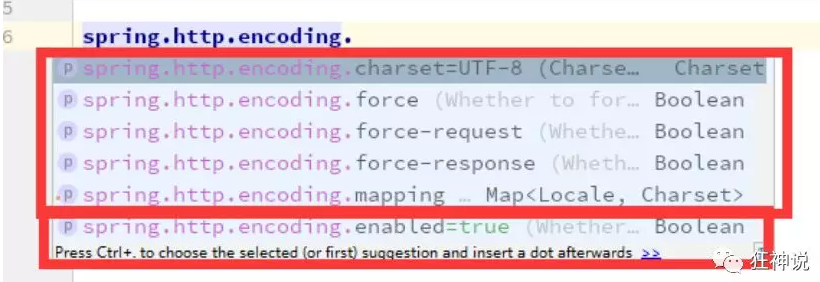 5
6 spring.http.encoding.
p spring.http.encoding.charset=UTF-8 (Charse… Charset
p spring.http.encoding.force (Whether to for… Boolean
p spring.http.encoding.force-request (Whethe… Boolean
p spring.http.encoding.force-response (Wheth… Boolean
p spring.http.encoding.mapping … Map<Locale, Charset>
p spring.http.encoding.enabled=true (Whether… Boolean
Press Ctrl+. to choose the selected (or first) suggestion and insert a dot afterwards >>
狂神说